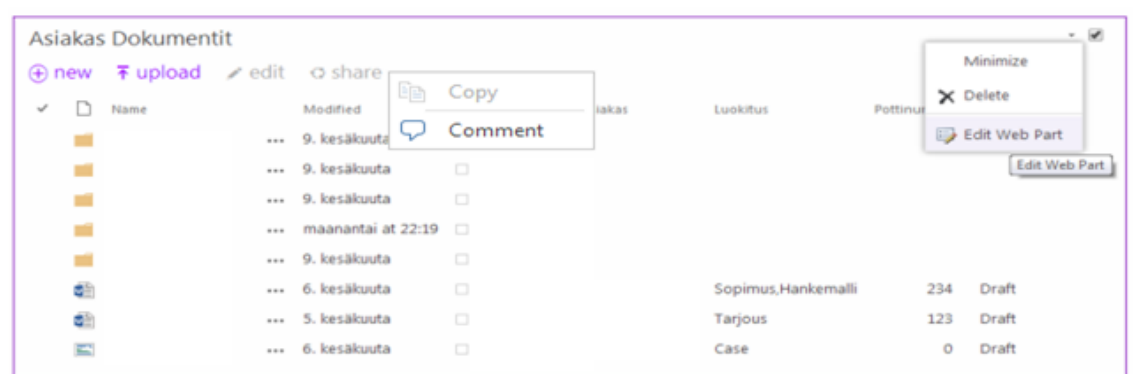 Asiakas Dokumentit
new upload edit share
Minimize
Copy
Delete
Name Modified iakas Luokitus Pottinur
Comment
Edit Web Part
Edit Web Part
... 9. kesäkuuta
... 9. kesäkuuta
... 9. kesäkuuta
... maanantai at 22:19
... 9. kesäkuuta
... 6. kesäkuuta Sopimus,Hankemalli 234 Draft
... 5. kesäkuuta Tarjous 123 Draft
... 6. kesäkuuta Case 0 Draft